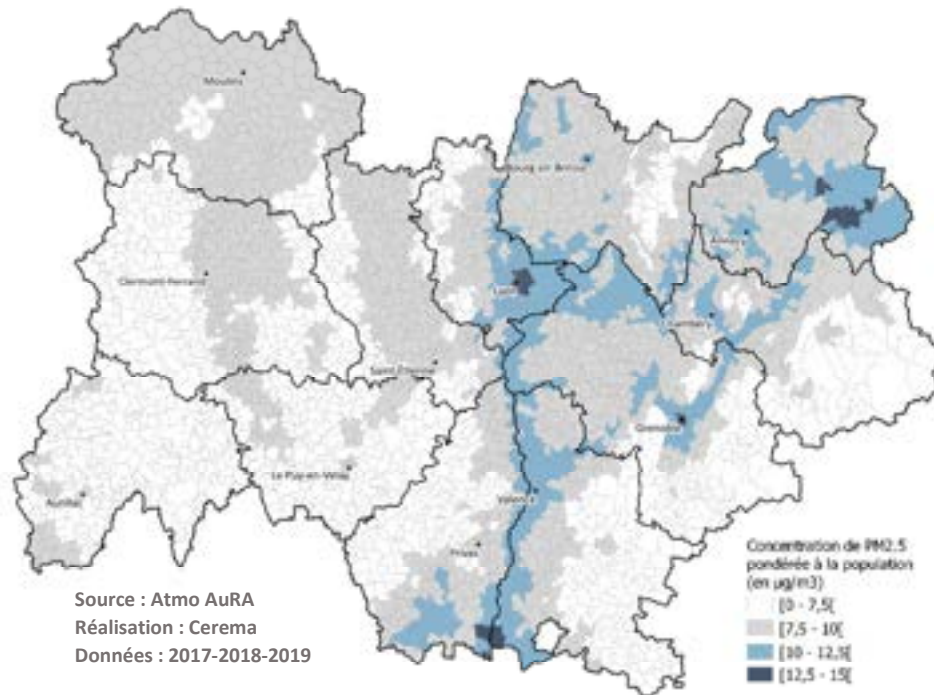 Moulins
Bourg en Bresse
Annecy
Clermont-Ferrand
Lyon
Chambéry
Saint-Étienne
Grenoble
Le Puy-en-Velay
Aurillac
Valence
Privas
Concentration de PM2.5
pondérée à la population
(en µg/m3)
[0 - 7,5[
[7,5 - 10[
[10 - 12,5[
[12,5 - 15[
Source : Atmo AuRA
Réalisation : Cerema
Données : 2017-2018-2019